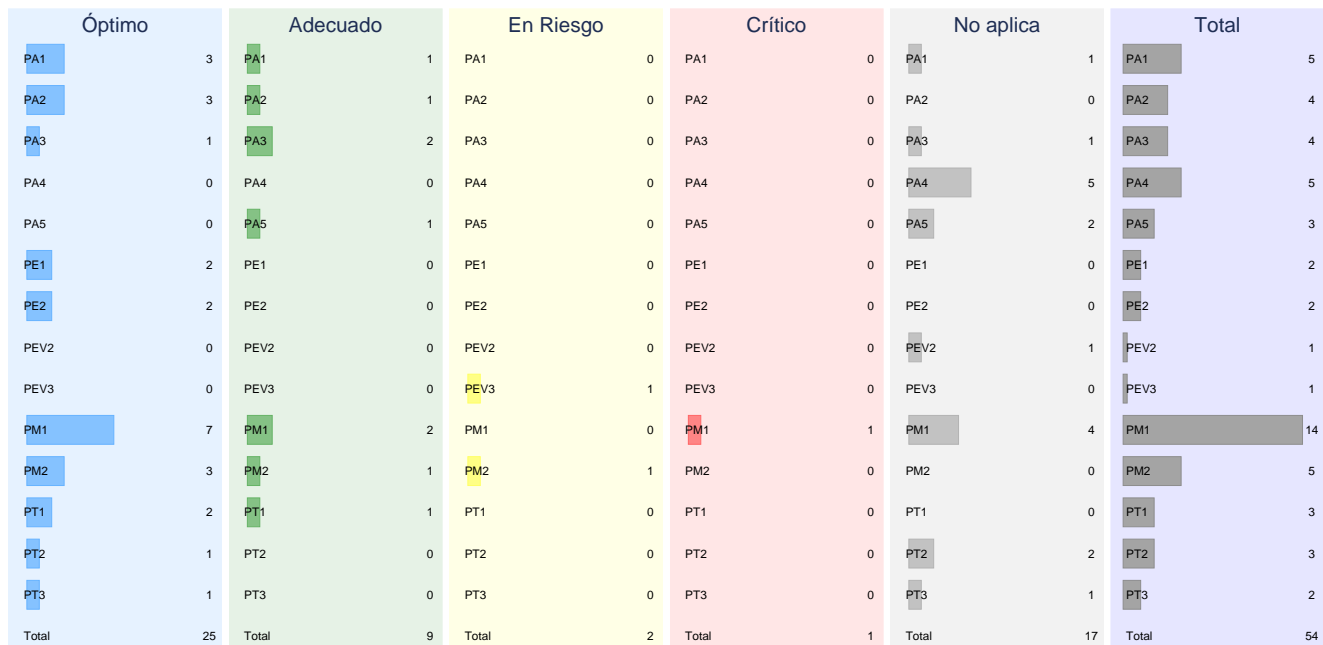 Óptimo Adecuado En Riesgo Crítico No aplica Total
PA1 3 PA1 1 PA1 0 PA1 0 PA1 1 PA1 5
PA2 3 PA2 1 PA2 0 PA2 0 PA2 0 PA2 4
PA3 1 PA3 2 PA3 0 PA3 0 PA3 1 PA3 4
PA4 0 PA4 0 PA4 0 PA4 0 PA4 5 PA4 5
PA5 0 PA5 1 PA5 0 PA5 0 PA5 2 PA5 3
PE1 2 PE1 0 PE1 0 PE1 0 PE1 0 PE1 2
PE2 2 PE2 0 PE2 0 PE2 0 PE2 0 PE2 2
PEV2 0 PEV2 0 PEV2 0 PEV2 0 PEV2 1 PEV2 1
PEV3 0 PEV3 0 PEV3 1 PEV3 0 PEV3 0 PEV3 1
PM1 7 PM1 2 PM1 0 PM1 1 PM1 4 PM1 14
PM2 3 PM2 1 PM2 1 PM2 0 PM2 0 PM2 5
PT1 2 PT1 1 PT1 0 PT1 0 PT1 0 PT1 3
PT2 1 PT2 0 PT2 0 PT2 0 PT2 2 PT2 3
PT3 1 PT3 0 PT3 0 PT3 0 PT3 1 PT3 2
Total 25 Total 9 Total 2 Total 1 Total 17 Total 54